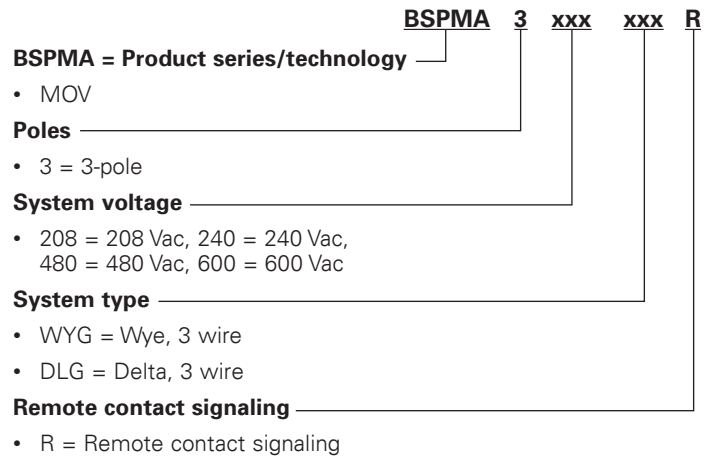 BSPMA 3 xxx xxx R
BSPMA = Product series/technology
• MOV
Poles
• 3 = 3-pole
System voltage
• 208 = 208 Vac, 240 = 240 Vac,
480 = 480 Vac, 600 = 600 Vac
System type
• WYG = Wye, 3 wire
• DLG = Delta, 3 wire
Remote contact signaling
• R = Remote contact signaling